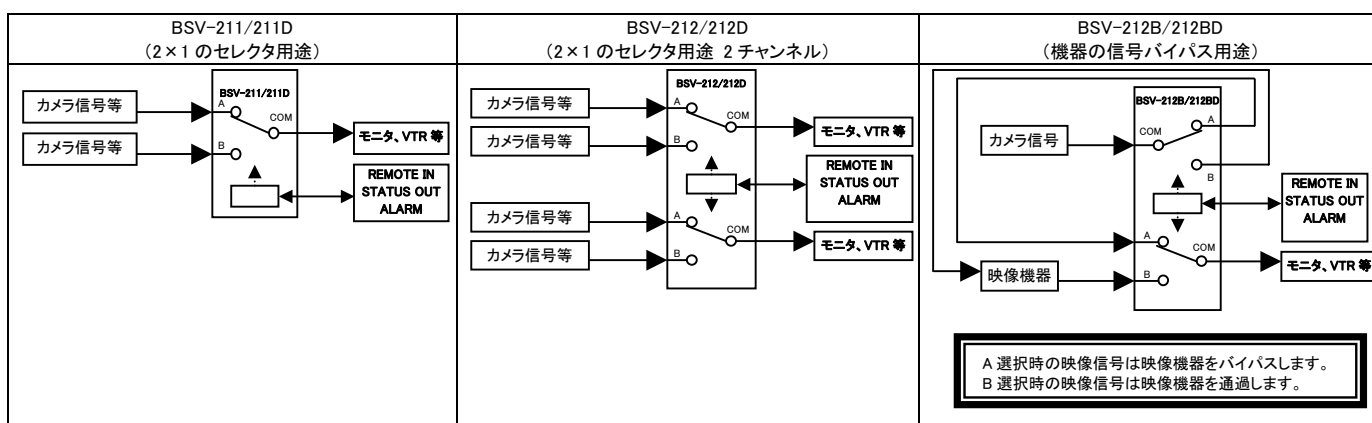 BSV-211/211D
（2×1 のセレクタ用途）
BSV-211/211D
カメラ信号等
A
COM
モニタ、VTR 等
カメラ信号等
B
REMOTE IN
STATUS OUT
ALARM
BSV-212/212D
（2×1 のセレクタ用途 2 チャンネル）
BSV-212/212D
カメラ信号等
A
COM
モニタ、VTR 等
カメラ信号等
B
REMOTE IN
STATUS OUT
ALARM
カメラ信号等
A
COM
モニタ、VTR 等
カメラ信号等
B
BSV-212B/212BD
（機器の信号バイパス用途）
BSV-212B/212BD
カメラ信号
COM
A
B
REMOTE IN
STATUS OUT
ALARM
A
COM
モニタ、VTR 等
映像機器
B
A 選択時の映像信号は映像機器をバイパスします。
B 選択時の映像信号は映像機器を通過します。